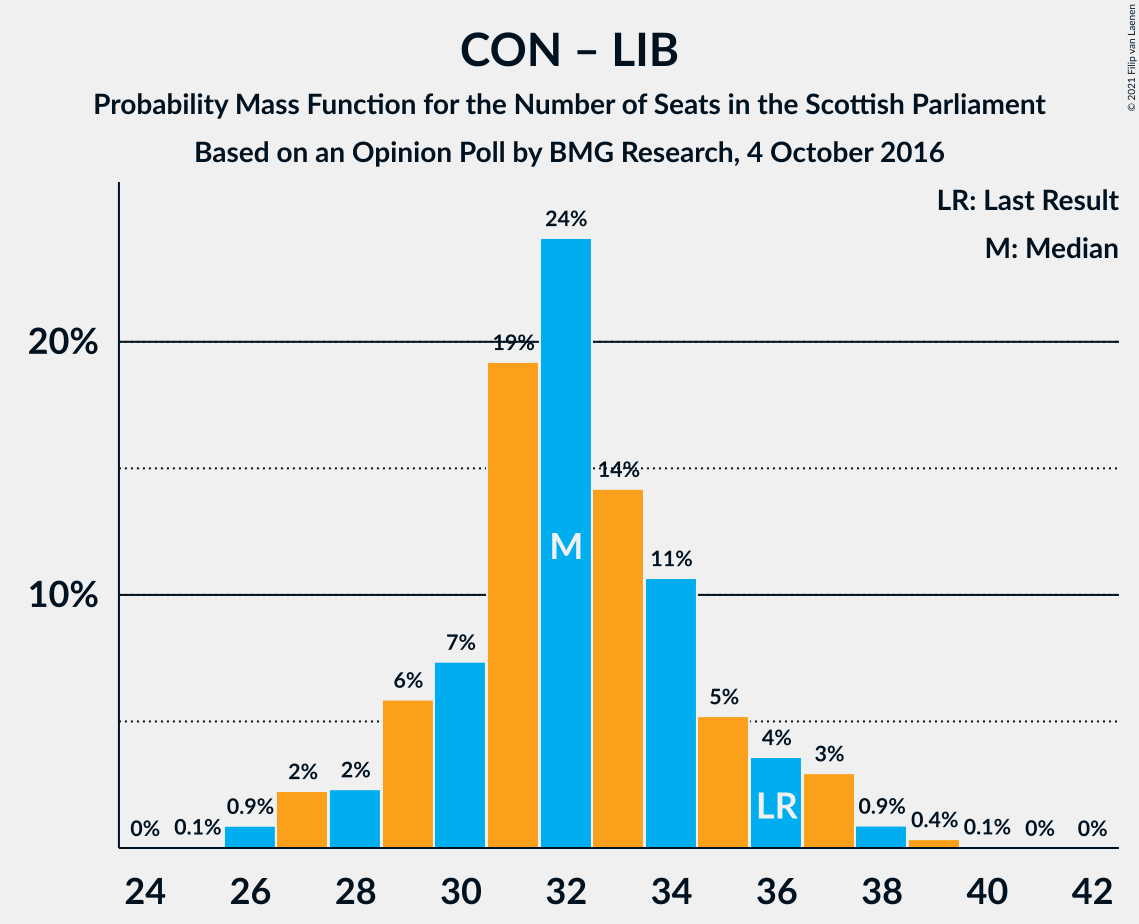 © 2021 Filip van Laenen
CON – LIB
Probability Mass Function for the Number of Seats in the Scottish Parliament
Based on an Opinion Poll by BMG Research, 4 October 2016
LR: Last Result
M: Median
20%
10%
0%
0.1%
0.9%
2%
2%
6%
7%
19%
24%
14%
11%
5%
4%
3%
0.9%
0.4%
0.1%
0%
0%
M
LR
24 26 28 30 32 34 36 38 40 42